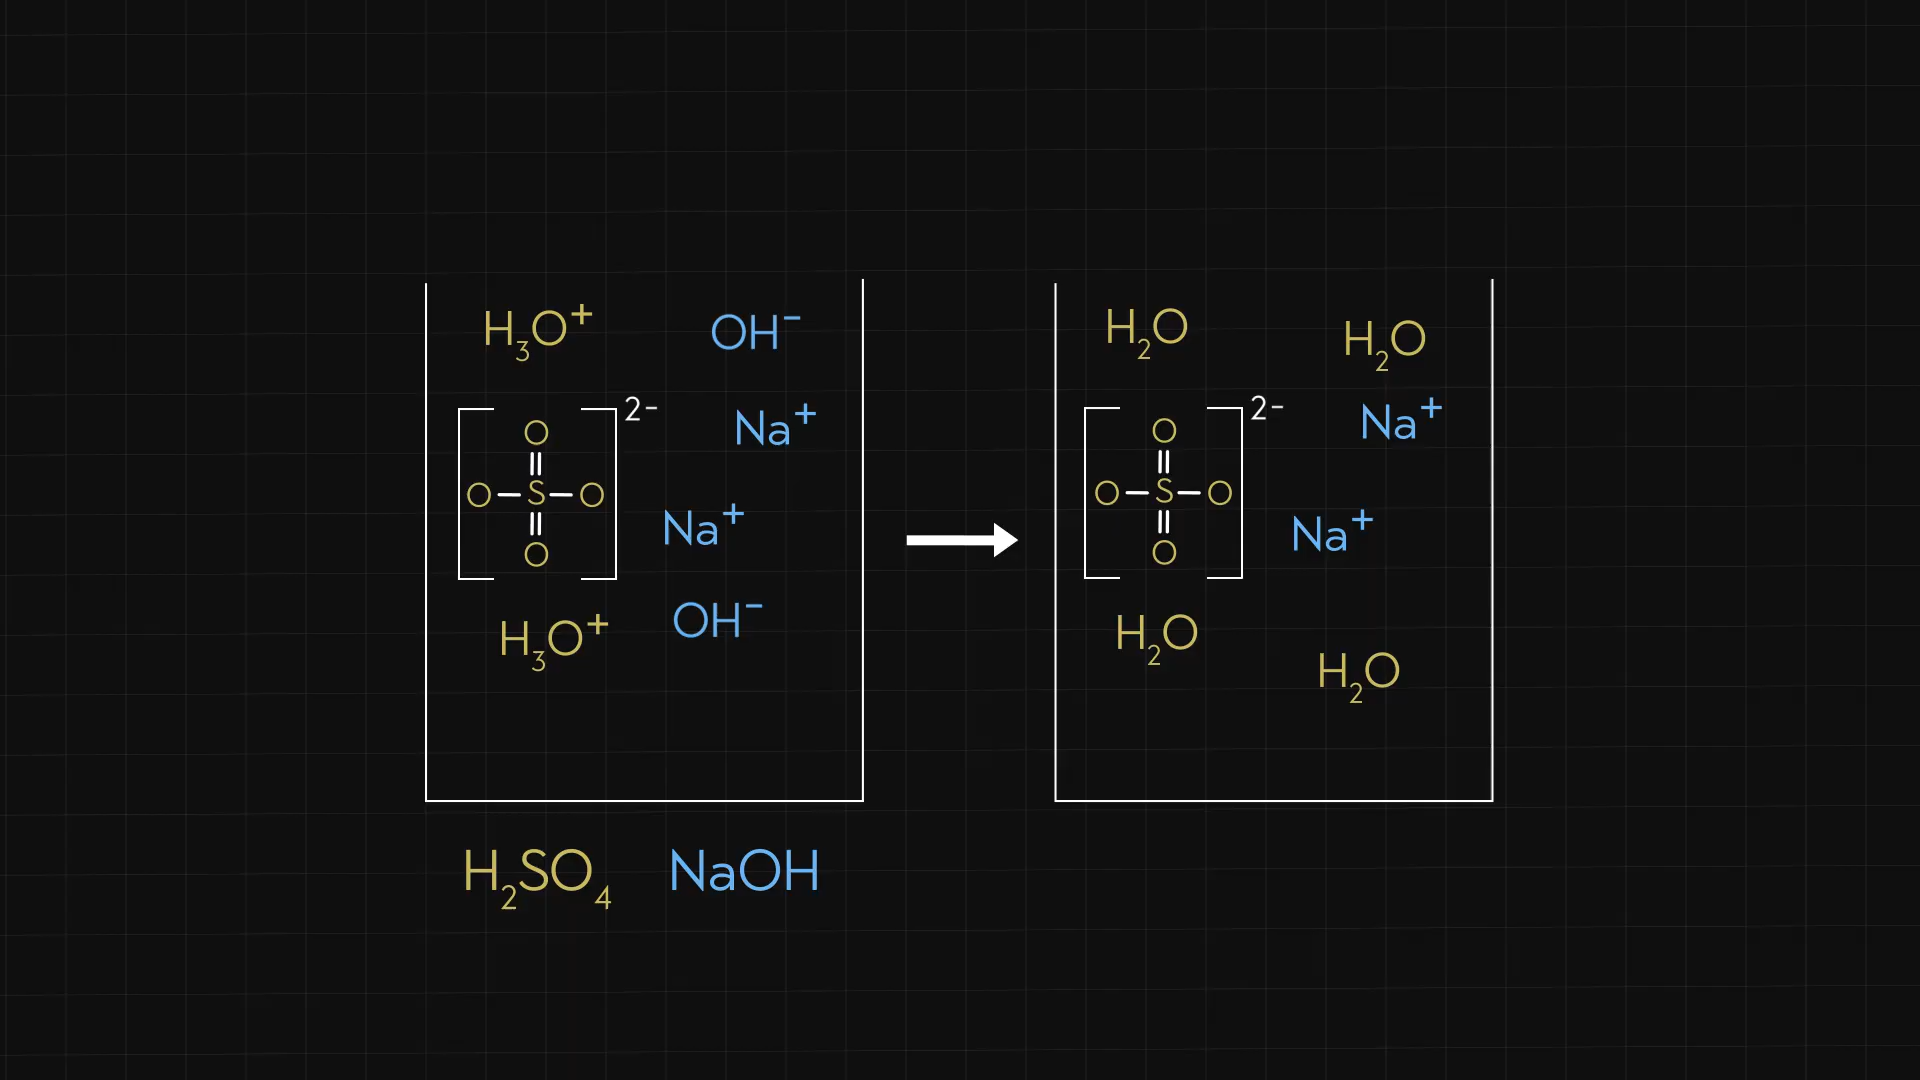 H₃O⁺ OH⁻ H₂O H₂O
[O=S=O O O]²⁻ Na⁺ [O=S=O O O]²⁻ Na⁺
Na⁺ Na⁺
H₃O⁺ OH⁻ H₂O H₂O
H₂SO₄ NaOH